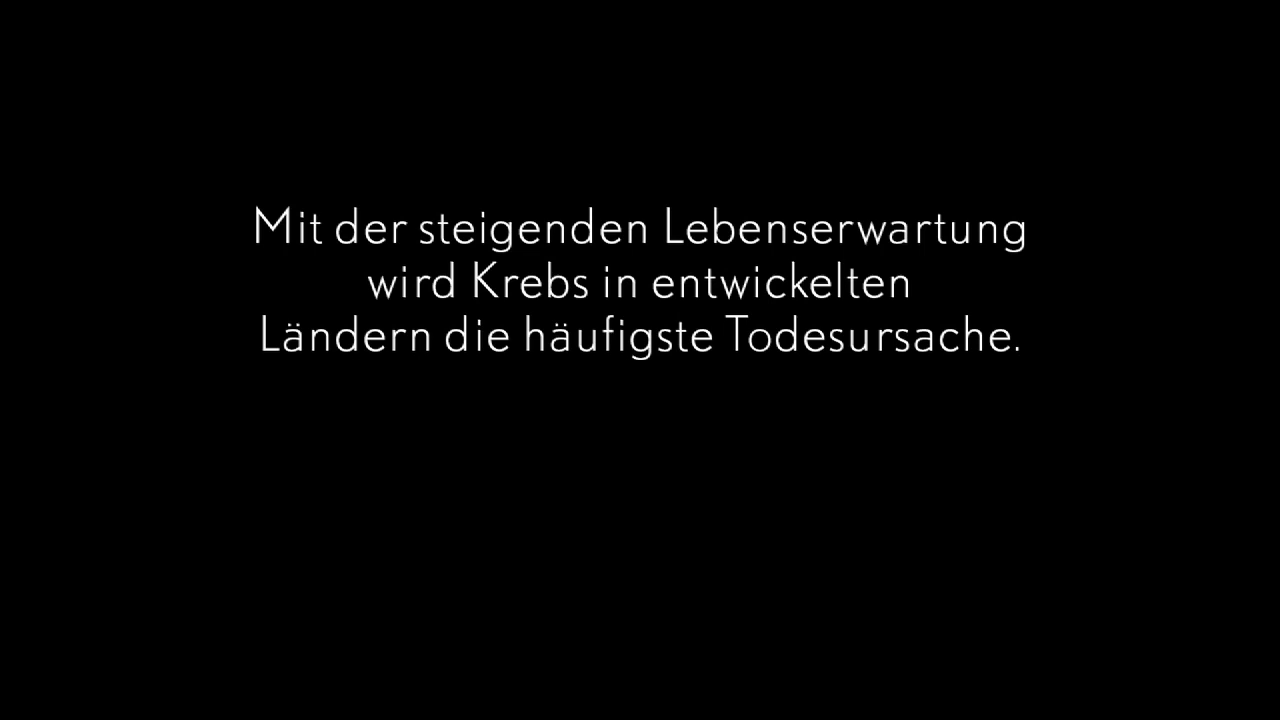 Mit der steigenden Lebenserwartung
wird Krebs in entwickelten
Ländern die häufigste Todesursache.